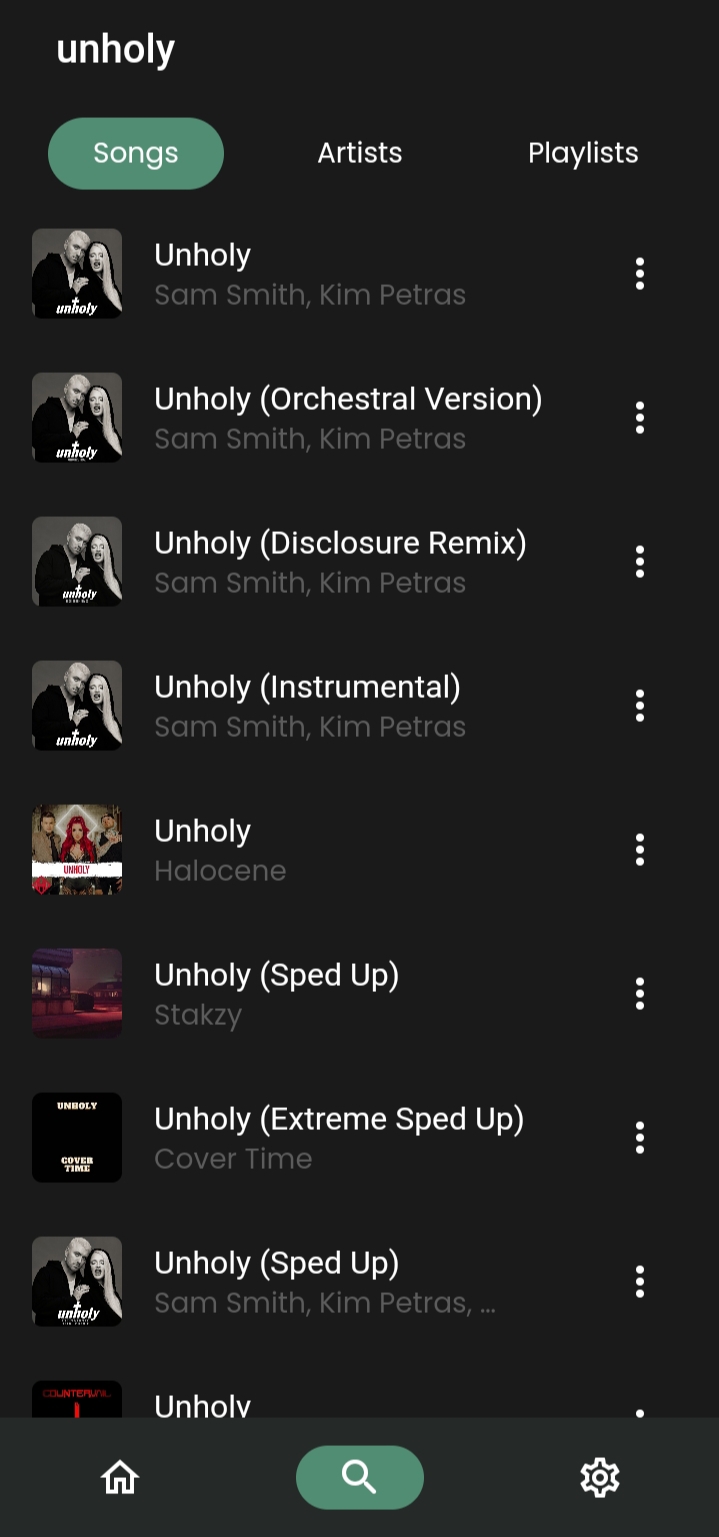 unholy
Songs Artists Playlists
Unholy
Sam Smith, Kim Petras
unholy
Unholy (Orchestral Version)
Sam Smith, Kim Petras
unholy
Unholy (Disclosure Remix)
Sam Smith, Kim Petras
unholy
Unholy (Instrumental)
Sam Smith, Kim Petras
unholy
Unholy
Halocene
UNHOLY
Unholy (Sped Up)
Stakzy
Unholy (Extreme Sped Up)
Cover Time
UNHOLY
COVER
TIME
Unholy (Sped Up)
Sam Smith, Kim Petras, ...
unholy
Unholy
COUNTERVAIL